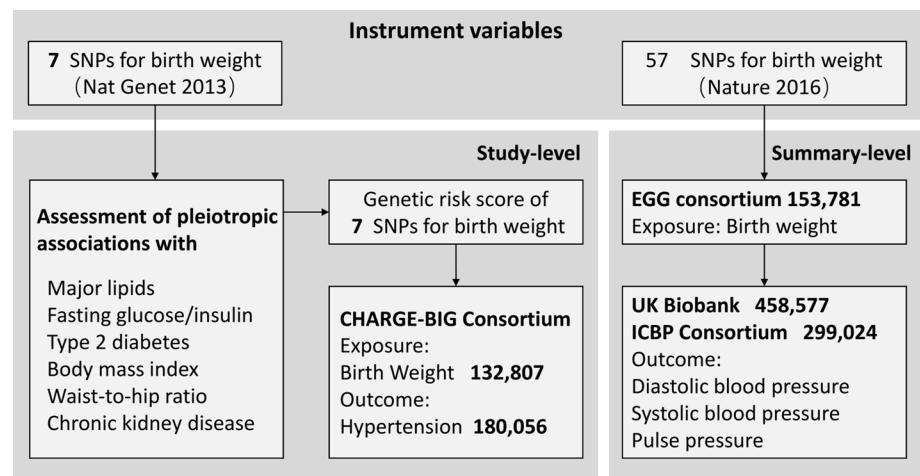 Instrument variables
7 SNPs for birth weight
（Nat Genet 2013）
57 SNPs for birth weight
（Nature 2016）
Study-level
Assessment of pleiotropic
associations with
Major lipids
Fasting glucose/insulin
Type 2 diabetes
Body mass index
Waist-to-hip ratio
Chronic kidney disease
Genetic risk score of
7 SNPs for birth weight
CHARGE-BIG Consortium
Exposure:
Birth Weight 132,807
Outcome:
Hypertension 180,056
Summary-level
EGG consortium 153,781
Exposure: Birth weight
UK Biobank 458,577
ICBP Consortium 299,024
Outcome:
Diastolic blood pressure
Systolic blood pressure
Pulse pressure